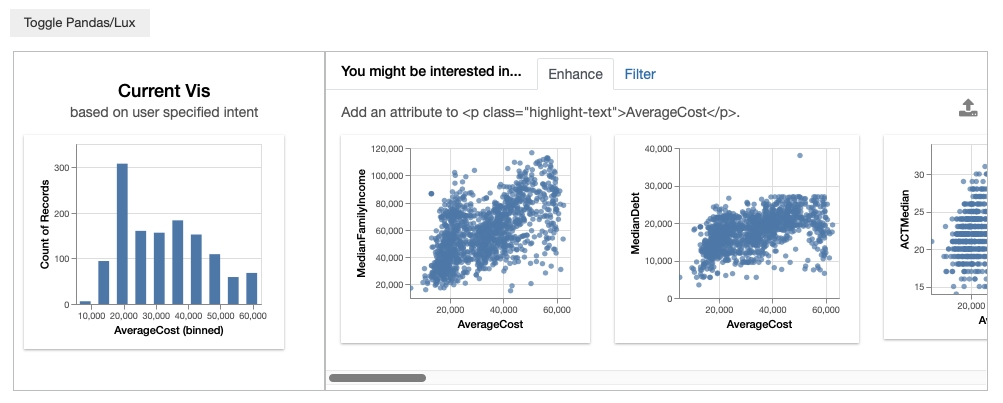 Toggle Pandas/Lux
Current Vis
based on user specified intent
Count of Records
300
200
100
0
10,000 20,000 30,000 40,000 50,000 60,000
AverageCost (binned)
You might be interested in... Enhance Filter
Add an attribute to <p class="highlight-text">AverageCost</p>.
MedianFamilyIncome
120,000
100,000
80,000
60,000
40,000
20,000
20,000 40,000 60,000
AverageCost
MedianDebt
40,000
30,000
20,000
10,000
0
20,000 40,000 60,000
AverageCost
ACTMedian
30
25
20
15
20,000